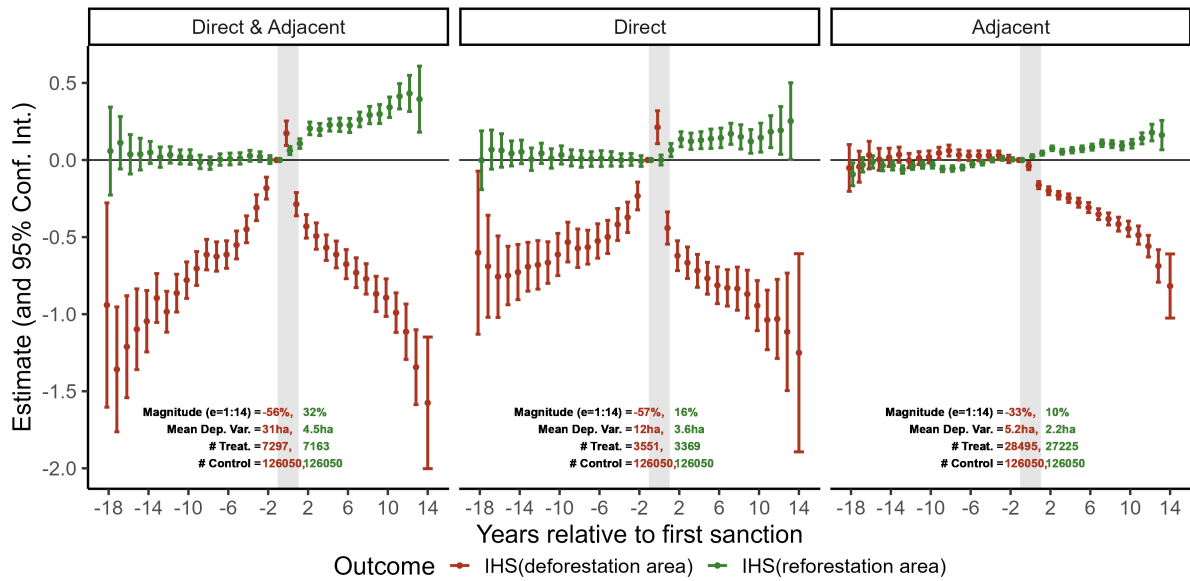 Direct & Adjacent
Direct
Adjacent
Estimate (and 95% Conf. Int.)
0.5
0.0
-0.5
-1.0
-1.5
-2.0
Magnitude (e=1:14) = -56%, 32%
Mean Dep. Var. = 31ha, 4.5ha
# Treat. = 7297, 7163
# Control = 126050, 126050
Magnitude (e=1:14) = -57%, 16%
Mean Dep. Var. = 12ha, 3.6ha
# Treat. = 3551, 3369
# Control = 126050, 126050
Magnitude (e=1:14) = -33%, 10%
Mean Dep. Var. = 5.2ha, 2.2ha
# Treat. = 28495, 27225
# Control = 126050, 126050
-18 -14 -10 -6 -2 2 6 10 14
-18 -14 -10 -6 -2 2 6 10 14
-18 -14 -10 -6 -2 2 6 10 14
Years relative to first sanction
Outcome IHS(deforestation area) IHS(reforestation area)